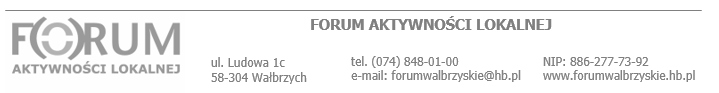 FORUM
AKTYWNOŚCI LOKALNEJ
FORUM AKTYWNOŚCI LOKALNEJ
ul. Ludowa 1c
58-304 Wałbrzych
tel. (074) 848-01-00
e-mail: forumwalbrzyskie@hb.pl
NIP: 886-277-73-92
www.forumwalbrzyskie.hb.pl